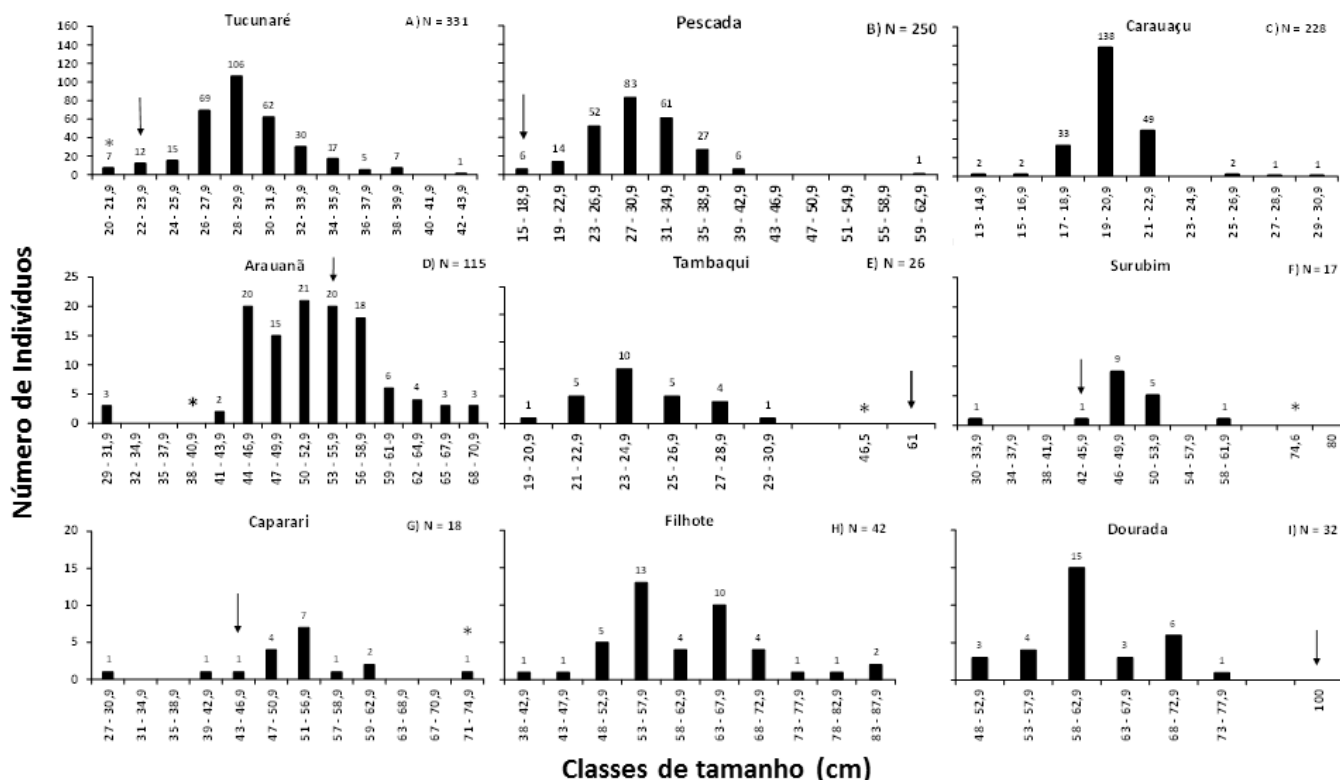 Número de Indivíduos
Tucunaré
A) N = 331
160
140
120
100
80
60
40
20
0
*
7
12
15
69
106
62
30
17
5
7
1
20 - 21,9
22 - 23,9
24 - 25,9
26 - 27,9
28 - 29,9
30 - 31,9
32 - 33,9
34 - 35,9
36 - 37,9
38 - 39,9
40 - 41,9
42 - 43,9
Pescada
B) N = 250
6
14
52
83
61
27
6
1
15 - 18,9
19 - 22,9
23 - 26,9
27 - 30,9
31 - 34,9
35 - 38,9
39 - 42,9
43 - 46,9
47 - 50,9
51 - 54,9
55 - 58,9
59 - 62,9
Carauaçu
C) N = 228
2
2
33
138
49
2
1
1
13 - 14,9
15 - 16,9
17 - 18,9
19 - 20,9
21 - 22,9
23 - 24,9
25 - 26,9
27 - 28,9
29 - 30,9
Arauanã
D) N = 115
25
20
15
10
5
0
3
*
2
20
15
21
20
18
6
4
3
3
29 - 31,9
32 - 34,9
35 - 37,9
38 - 40,9
41 - 43,9
44 - 46,9
47 - 49,9
50 - 52,9
53 - 55,9
56 - 58,9
59 - 61-9
62 - 64,9
65 - 67,9
68 - 70,9
Tambaqui
E) N = 26
1
5
10
5
4
1
*
19 - 20,9
21 - 22,9
23 - 24,9
25 - 26,9
27 - 28,9
29 - 30,9
46,5
61
Surubim
F) N = 17
1
1
9
5
1
*
30 - 33,9
34 - 37,9
38 - 41,9
42 - 45,9
46 - 49,9
50 - 53,9
54 - 57,9
58 - 61,9
74,6
80
Caparari
G) N = 18
20
15
10
5
0
1
1
1
4
7
1
2
*
1
27 - 30,9
31 - 34,9
35 - 38,9
39 - 42,9
43 - 46,9
47 - 50,9
51 - 56,9
57 - 58,9
59 - 62,9
63 - 68,9
67 - 70,9
71 - 74,9
Filhote
H) N = 42
1
1
5
13
4
10
4
1
1
2
38 - 42,9
43 - 47,9
48 - 52,9
53 - 57,9
58 - 62,9
63 - 67,9
68 - 72,9
73 - 77,9
78 - 82,9
83 - 87,9
Dourada
I) N = 32
3
4
15
3
6
1
48 - 52,9
53 - 57,9
58 - 62,9
63 - 67,9
68 - 72,9
73 - 77,9
100
Classes de tamanho (cm)